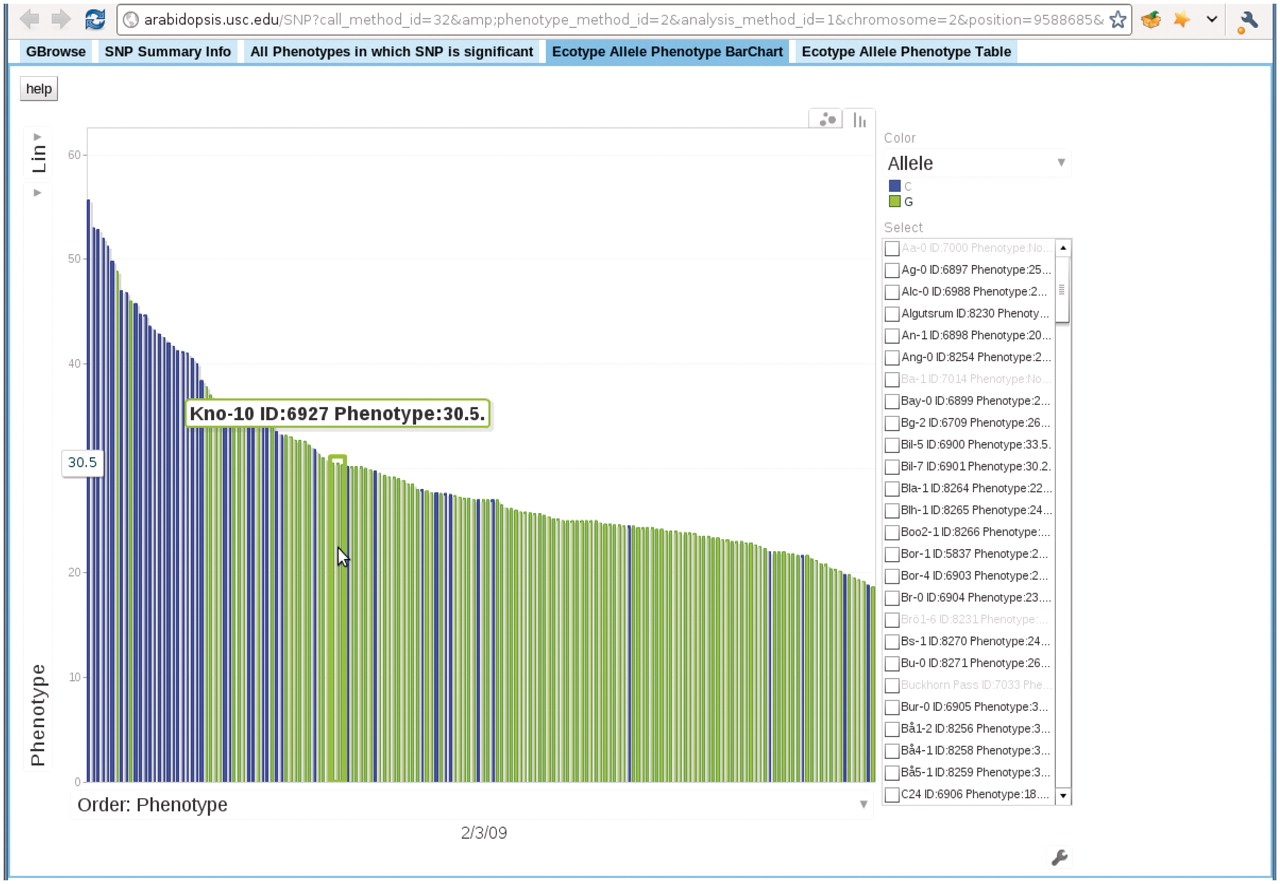 arabidopsis.usc.edu/SNP?call_method_id=32&amp;phenotype_method_id=2&analysis_method_id=1&chromosome=2&position=9588685&
GBrowse SNP Summary Info All Phenotypes in which SNP is significant Ecotype Allele Phenotype BarChart Ecotype Allele Phenotype Table
help
Lin
Phenotype
60
50
40
30.5
20
10
0
Kno-10 ID:6927 Phenotype:30.5.
Order: Phenotype
2/3/09
Color
Allele
C
G
Select
Aa-0 ID:7000 Phenotype:No...
Ag-0 ID:6897 Phenotype:25...
Alc-0 ID:6988 Phenotype:2...
Algutsrum ID:8230 Phenoty...
An-1 ID:6898 Phenotype:20...
Ang-0 ID:8254 Phenotype:2...
Ba-1 ID:7014 Phenotype:No...
Bay-0 ID:6899 Phenotype:2...
Bg-2 ID:6709 Phenotype:26...
Bil-5 ID:6900 Phenotype:33.5.
Bil-7 ID:6901 Phenotype:30.2.
Bla-1 ID:8264 Phenotype:22...
Blh-1 ID:8265 Phenotype:24...
Boo2-1 ID:8266 Phenotype:...
Bor-1 ID:5837 Phenotype:2...
Bor-4 ID:6903 Phenotype:2...
Br-0 ID:6904 Phenotype:23....
Brö1-6 ID:8231 Phenotype:...
Bs-1 ID:8270 Phenotype:24...
Bu-0 ID:8271 Phenotype:26...
Buckhorn Pass ID:7033 Phe...
Bur-0 ID:6905 Phenotype:3...
Bå1-2 ID:8256 Phenotype:3...
Bå4-1 ID:8258 Phenotype:3...
Bå5-1 ID:8259 Phenotype:3...
C24 ID:6906 Phenotype:18....